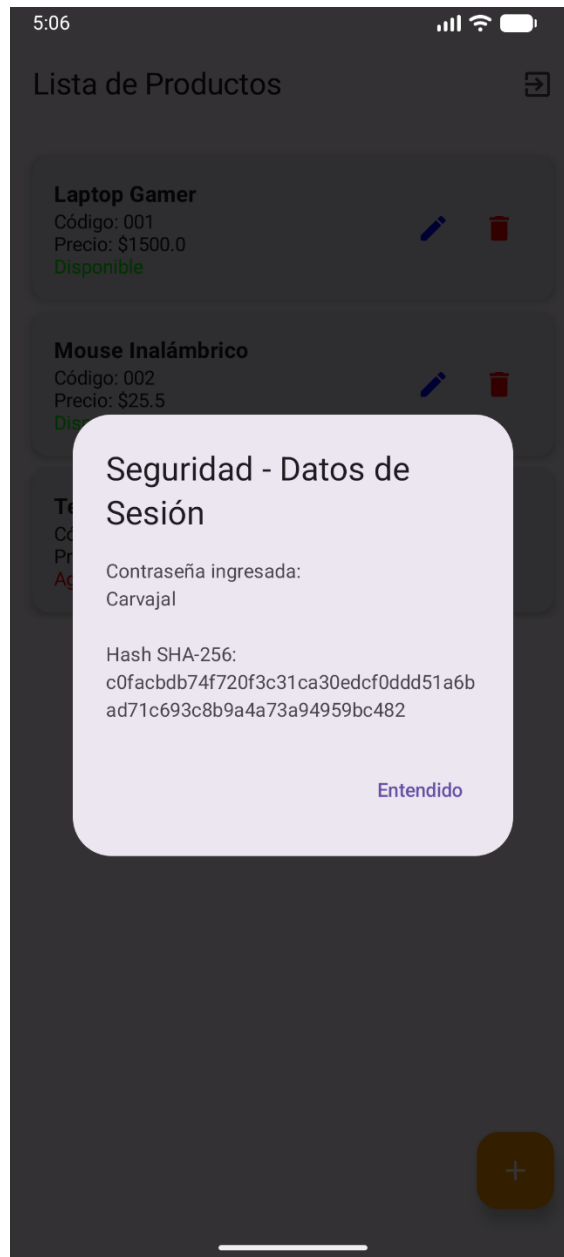 5:06
Lista de Productos
Laptop Gamer
Código: 001
Precio: $1500.0
Disponible
Mouse Inalámbrico
Código: 002
Precio: $25.5
Seguridad - Datos de
Sesión
Contraseña ingresada:
Carvajal
Hash SHA-256:
c0facbdb74f720f3c31ca30edcf0ddd51a6b
ad71c693c8b9a4a73a94959bc482
Entendido